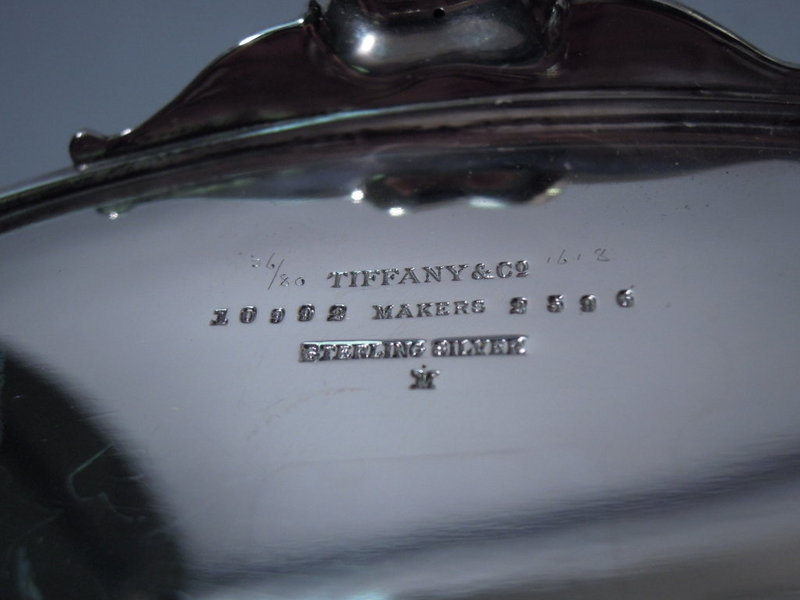 TIFFANY & Co
10992 MAKERS 2596
STERLING SILVER
M